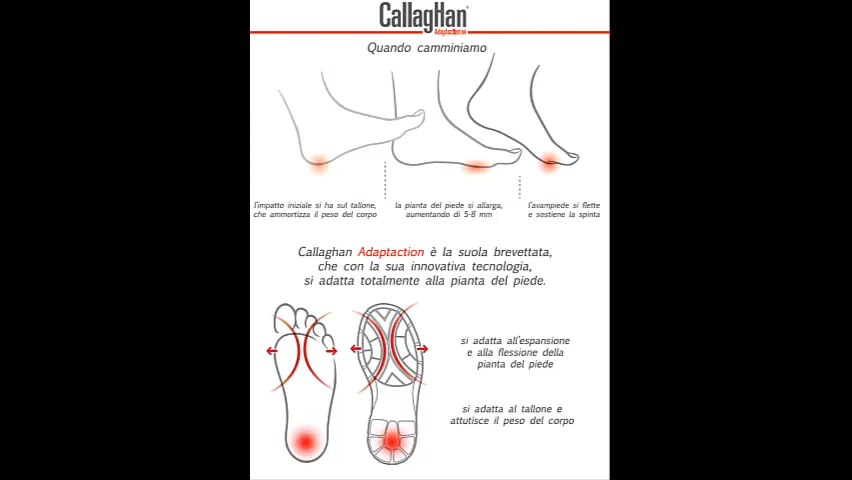 CallagHan
Adaptaction
Quando camminiamo
l'impatto iniziale si ha sul tallone,
che ammortizza il peso del corpo
la pianta del piede si allarga,
aumentando di 5-8 mm
l'avampiede si flette
e sostiene la spinta
Callaghan Adaptaction è la suola brevettata,
che con la sua innovativa tecnologia,
si adatta totalmente alla pianta del piede.
si adatta all'espansione
e alla flessione della
pianta del piede
si adatta al tallone e
attutisce il peso del corpo